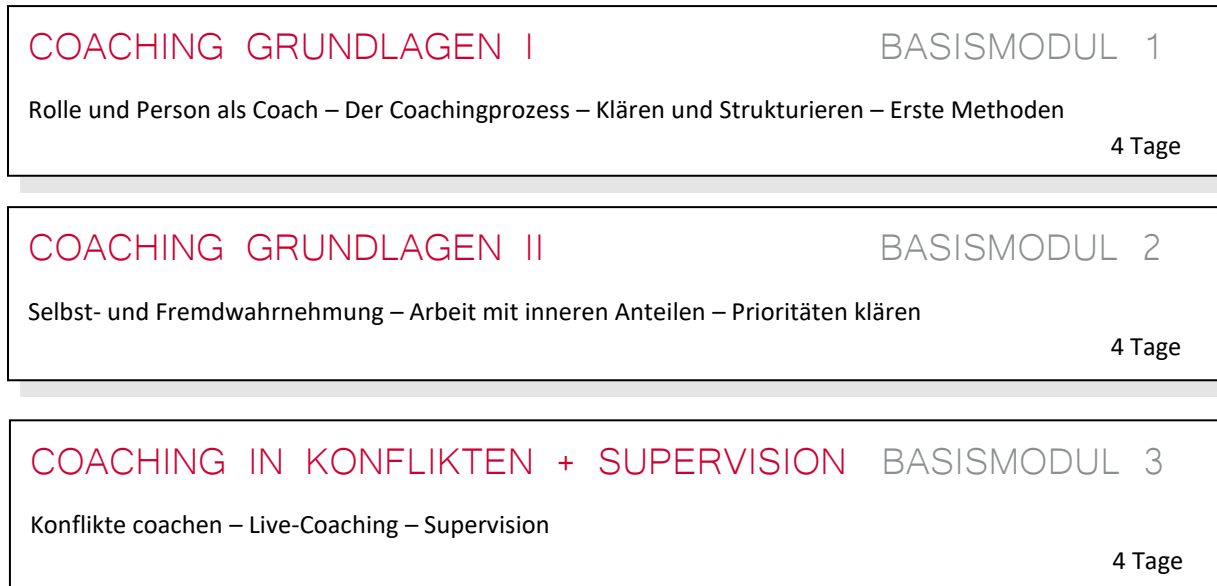 COACHING GRUNDLAGEN I BASISMODUL 1
Rolle und Person als Coach – Der Coachingprozess – Klären und Strukturieren – Erste Methoden
4 Tage
COACHING GRUNDLAGEN II BASISMODUL 2
Selbst- und Fremdwahrnehmung – Arbeit mit inneren Anteilen – Prioritäten klären
4 Tage
COACHING IN KONFLIKTEN + SUPERVISION BASISMODUL 3
Konflikte coachen – Live-Coaching – Supervision
4 Tage